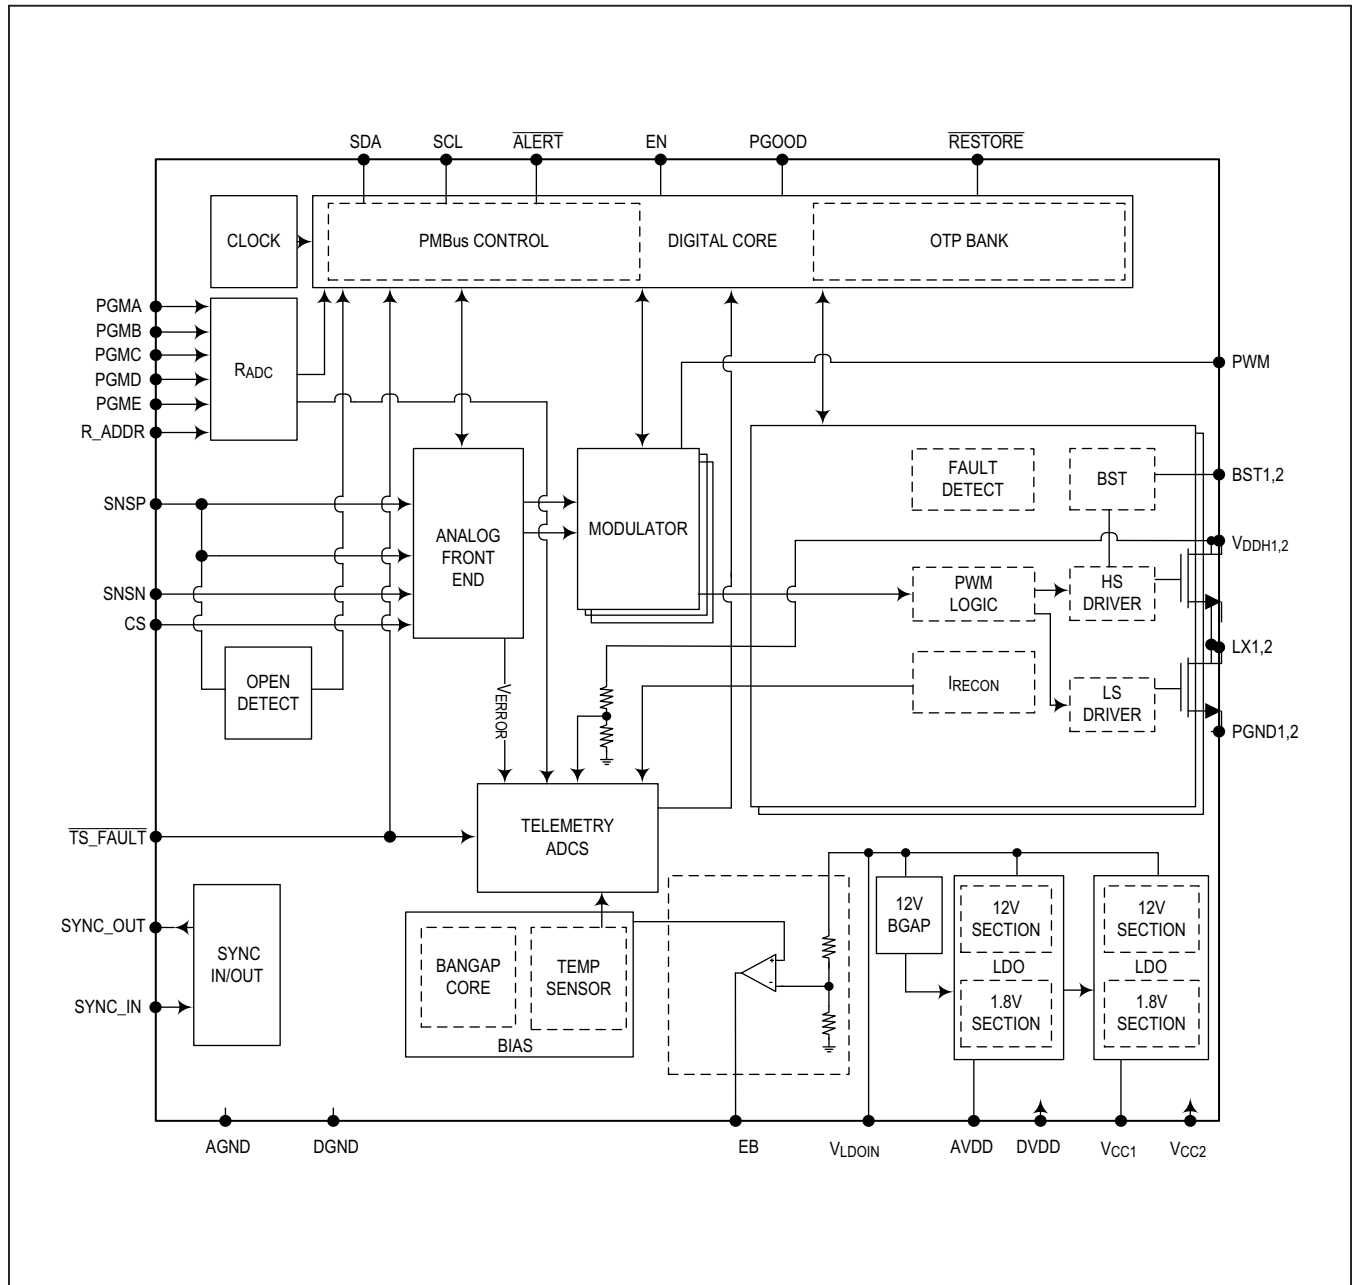 SDA
SCL
ALERT
EN
PGOOD
RESTORE
CLOCK
PMBus CONTROL
DIGITAL CORE
OTP BANK
PGMA
PGMB
PGMC
PGMD
PGME
R_ADDR
RADC
PWM
SNSP
SNSN
CS
ANALOG
FRONT
END
MODULATOR
FAULT
DETECT
BST
BST1,2
VDDH1,2
PWM
LOGIC
HS
DRIVER
LX1,2
OPEN
DETECT
VERROR
IRECON
LS
DRIVER
PGND1,2
TS_FAULT
TELEMETRY
ADCS
SYNC_OUT
SYNC_IN
SYNC
IN/OUT
BANGAP
CORE
TEMP
SENSOR
BIAS
+
-
12V
BGAP
12V
SECTION
LDO
1.8V
SECTION
12V
SECTION
LDO
1.8V
SECTION
AGND
DGND
EB
VLDOIN
AVDD
DVDD
VCC1
VCC2